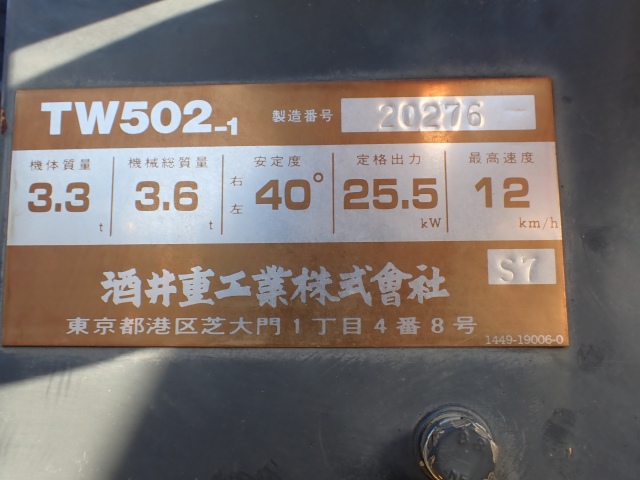 TW502-1 製造番号 20276
機体質量 機械総質量 安定度 定格出力 最高速度
3.3 t 3.6 t 右左 40° 25.5 kW 12 km/h
S7
酒井重工業株式會社
東京都港区芝大門1丁目4番8号
1449-19006-0